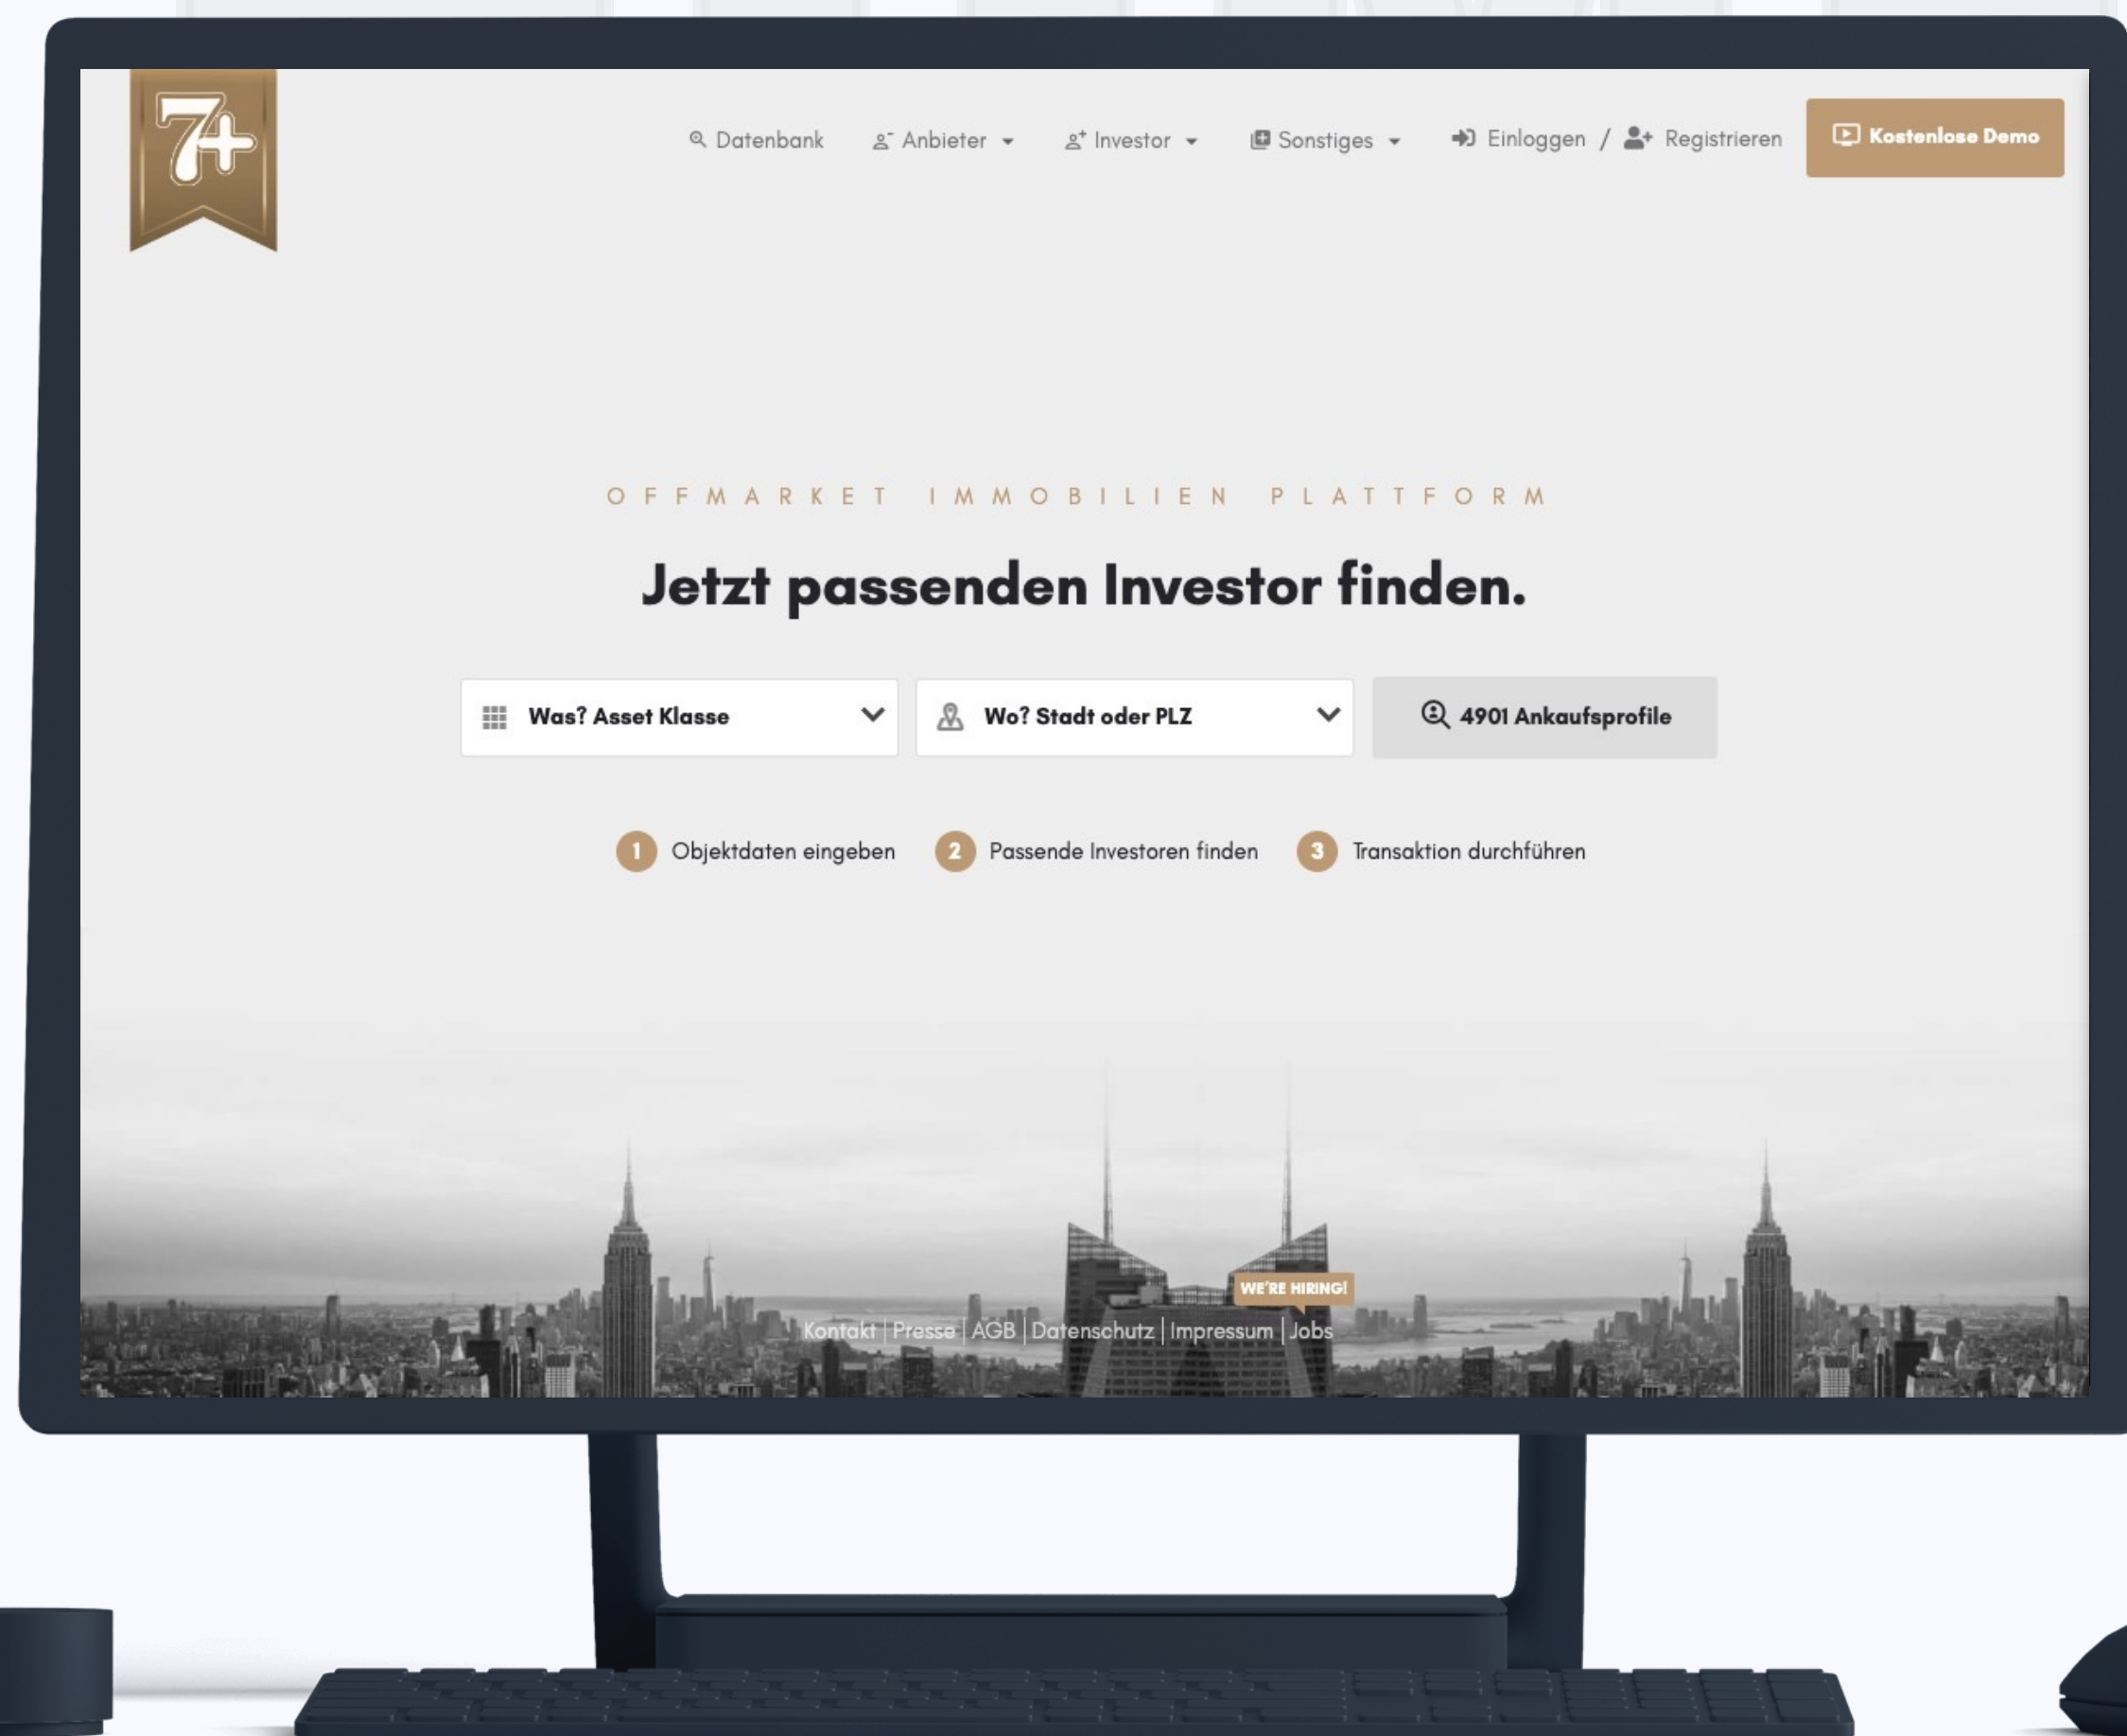 7+
Datenbank Anbieter Investor Sonstiges Einloggen / Registrieren Kostenlose Demo
OFFMARKET IMMOBILIEN PLATTFORM
Jetzt passenden Investor finden.
Was? Asset Klasse Wo? Stadt oder PLZ 4901 Ankaufsprofile
1 Objektdaten eingeben 2 Passende Investoren finden 3 Transaktion durchführen
WE'RE HIRING!
Kontakt | Presse | AGB | Datenschutz | Impressum | Jobs